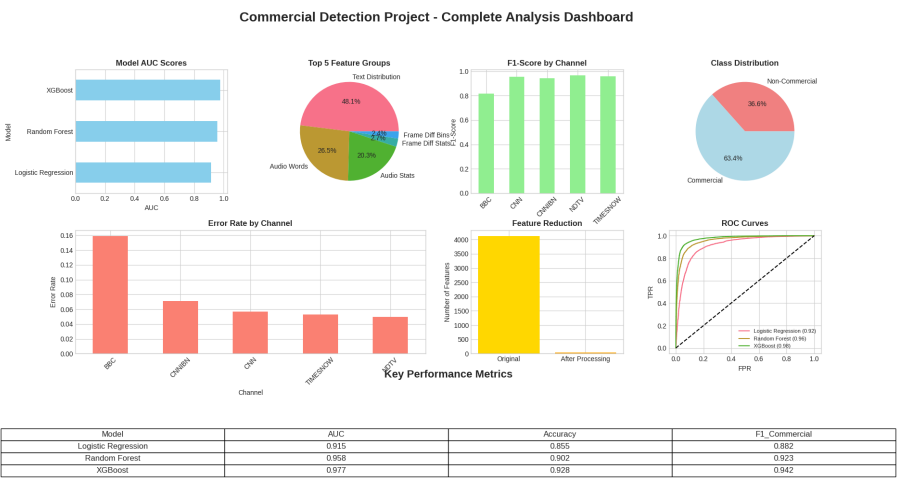 Commercial Detection Project - Complete Analysis Dashboard
Model AUC Scores
Model
XGBoost
Random Forest
Logistic Regression
0.0 0.2 0.4 0.6 0.8 1.0
AUC
Top 5 Feature Groups
Text Distribution
48.1%
Audio Words
26.5%
Audio Stats
20.3%
Frame Diff Stats
2.7%
Frame Diff Bins
2.4%
F1-Score by Channel
F1-Score
1.0
0.8
0.6
0.4
0.2
0.0
BBC
CNN
CNNIBN
NDTV
TIMESNOW
Class Distribution
Non-Commercial
36.6%
63.4%
Commercial
Error Rate by Channel
Error Rate
0.16
0.14
0.12
0.10
0.08
0.06
0.04
0.02
0.00
BBC
CNNIBN
CNN
TIMESNOW
NDTV
Channel
Feature Reduction
Number of Features
4000
3500
3000
2500
2000
1500
1000
500
0
Original After Processing
ROC Curves
TPR
1.0
0.8
0.6
0.4
0.2
0.0
Logistic Regression (0.92)
Random Forest (0.96)
XGBoost (0.98)
0.0 0.2 0.4 0.6 0.8 1.0
FPR
Key Performance Metrics
Model AUC Accuracy F1_Commercial
Logistic Regression 0.915 0.855 0.882
Random Forest 0.958 0.902 0.923
XGBoost 0.977 0.928 0.942